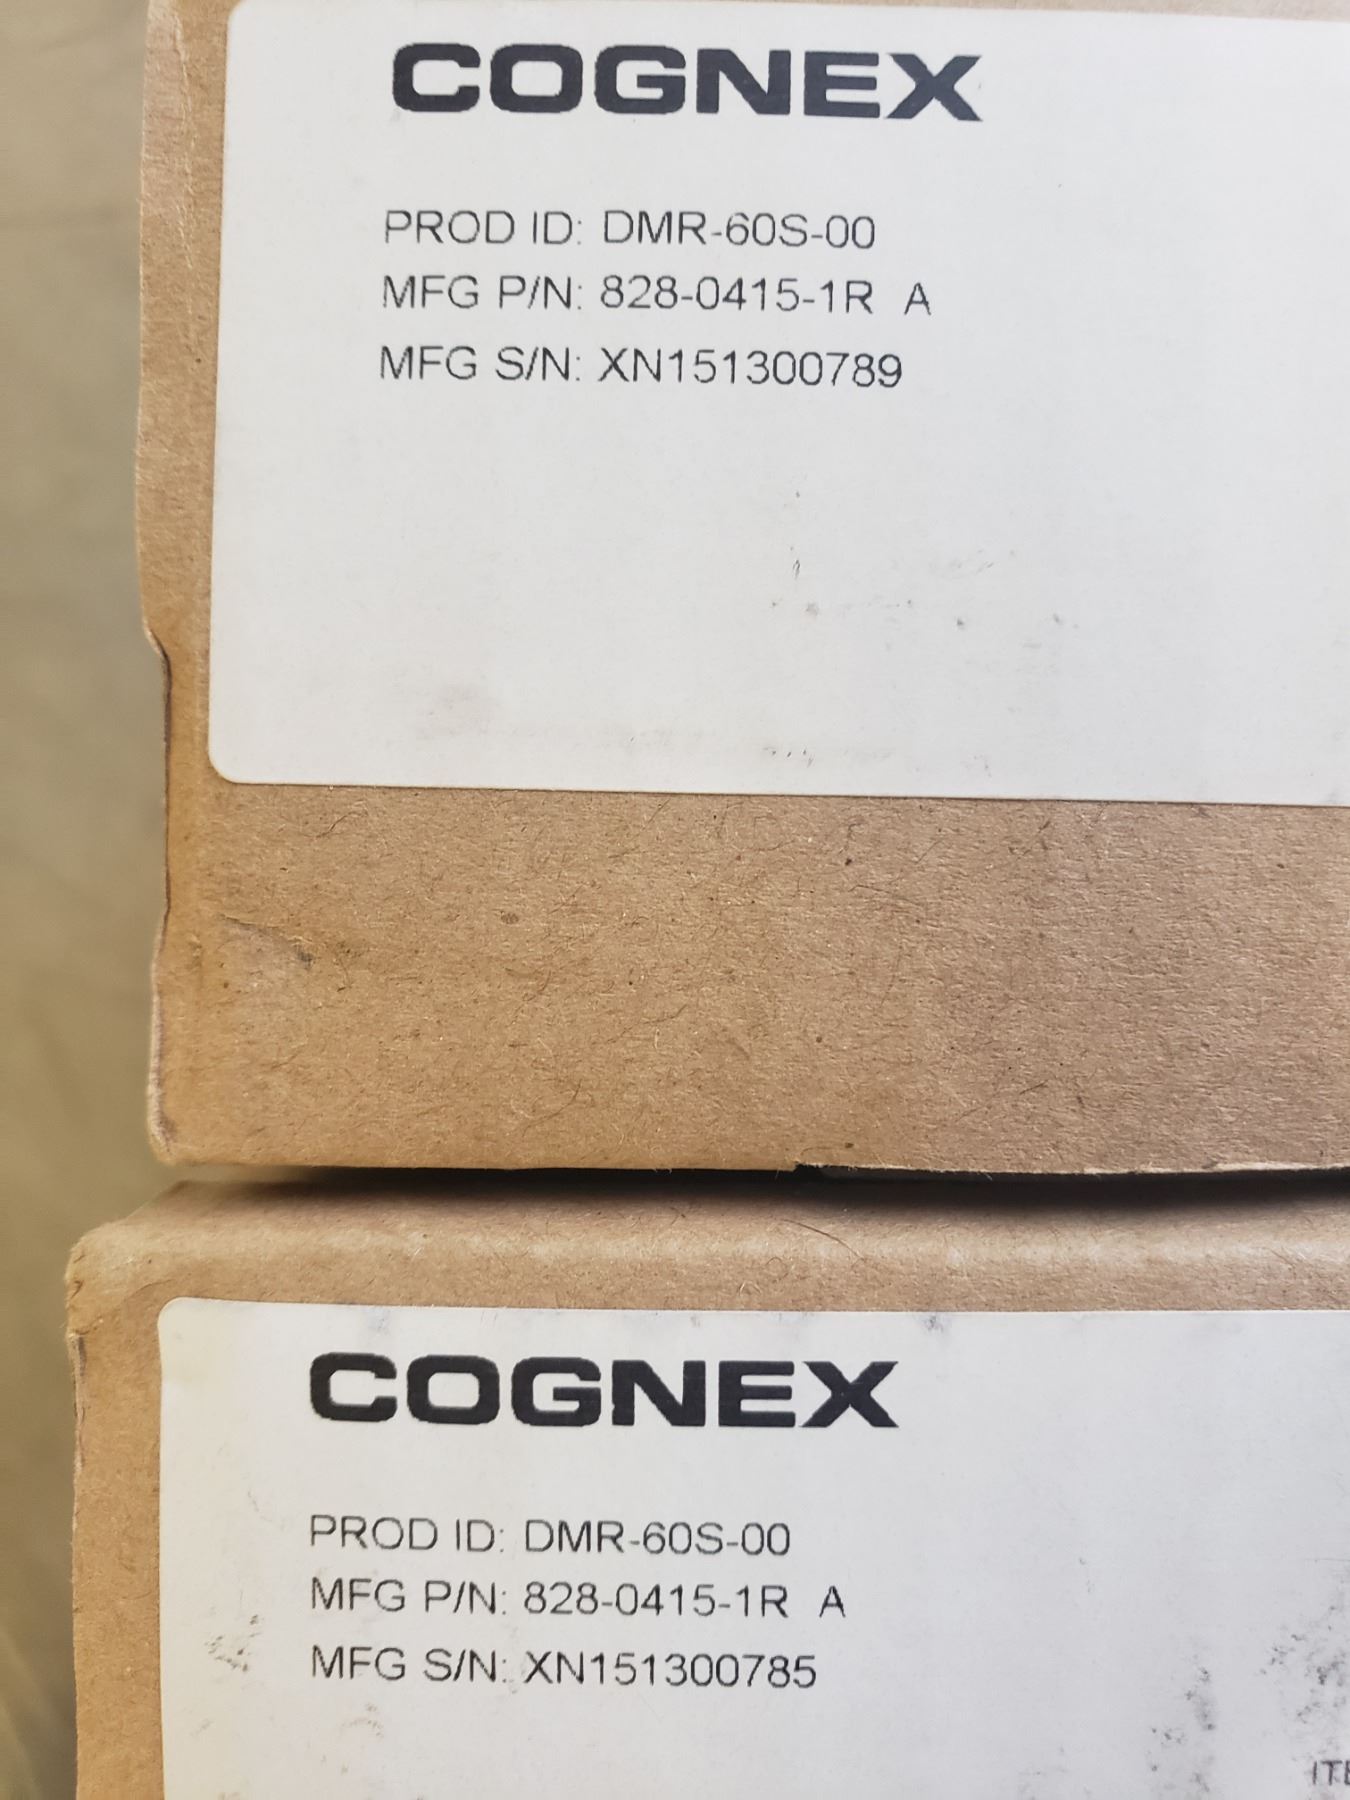 COGNEX
PROD ID: DMR-60S-00
MFG P/N: 828-0415-1R A
MFG S/N: XN151300789
COGNEX
PROD ID: DMR-60S-00
MFG P/N: 828-0415-1R A
MFG S/N: XN151300785